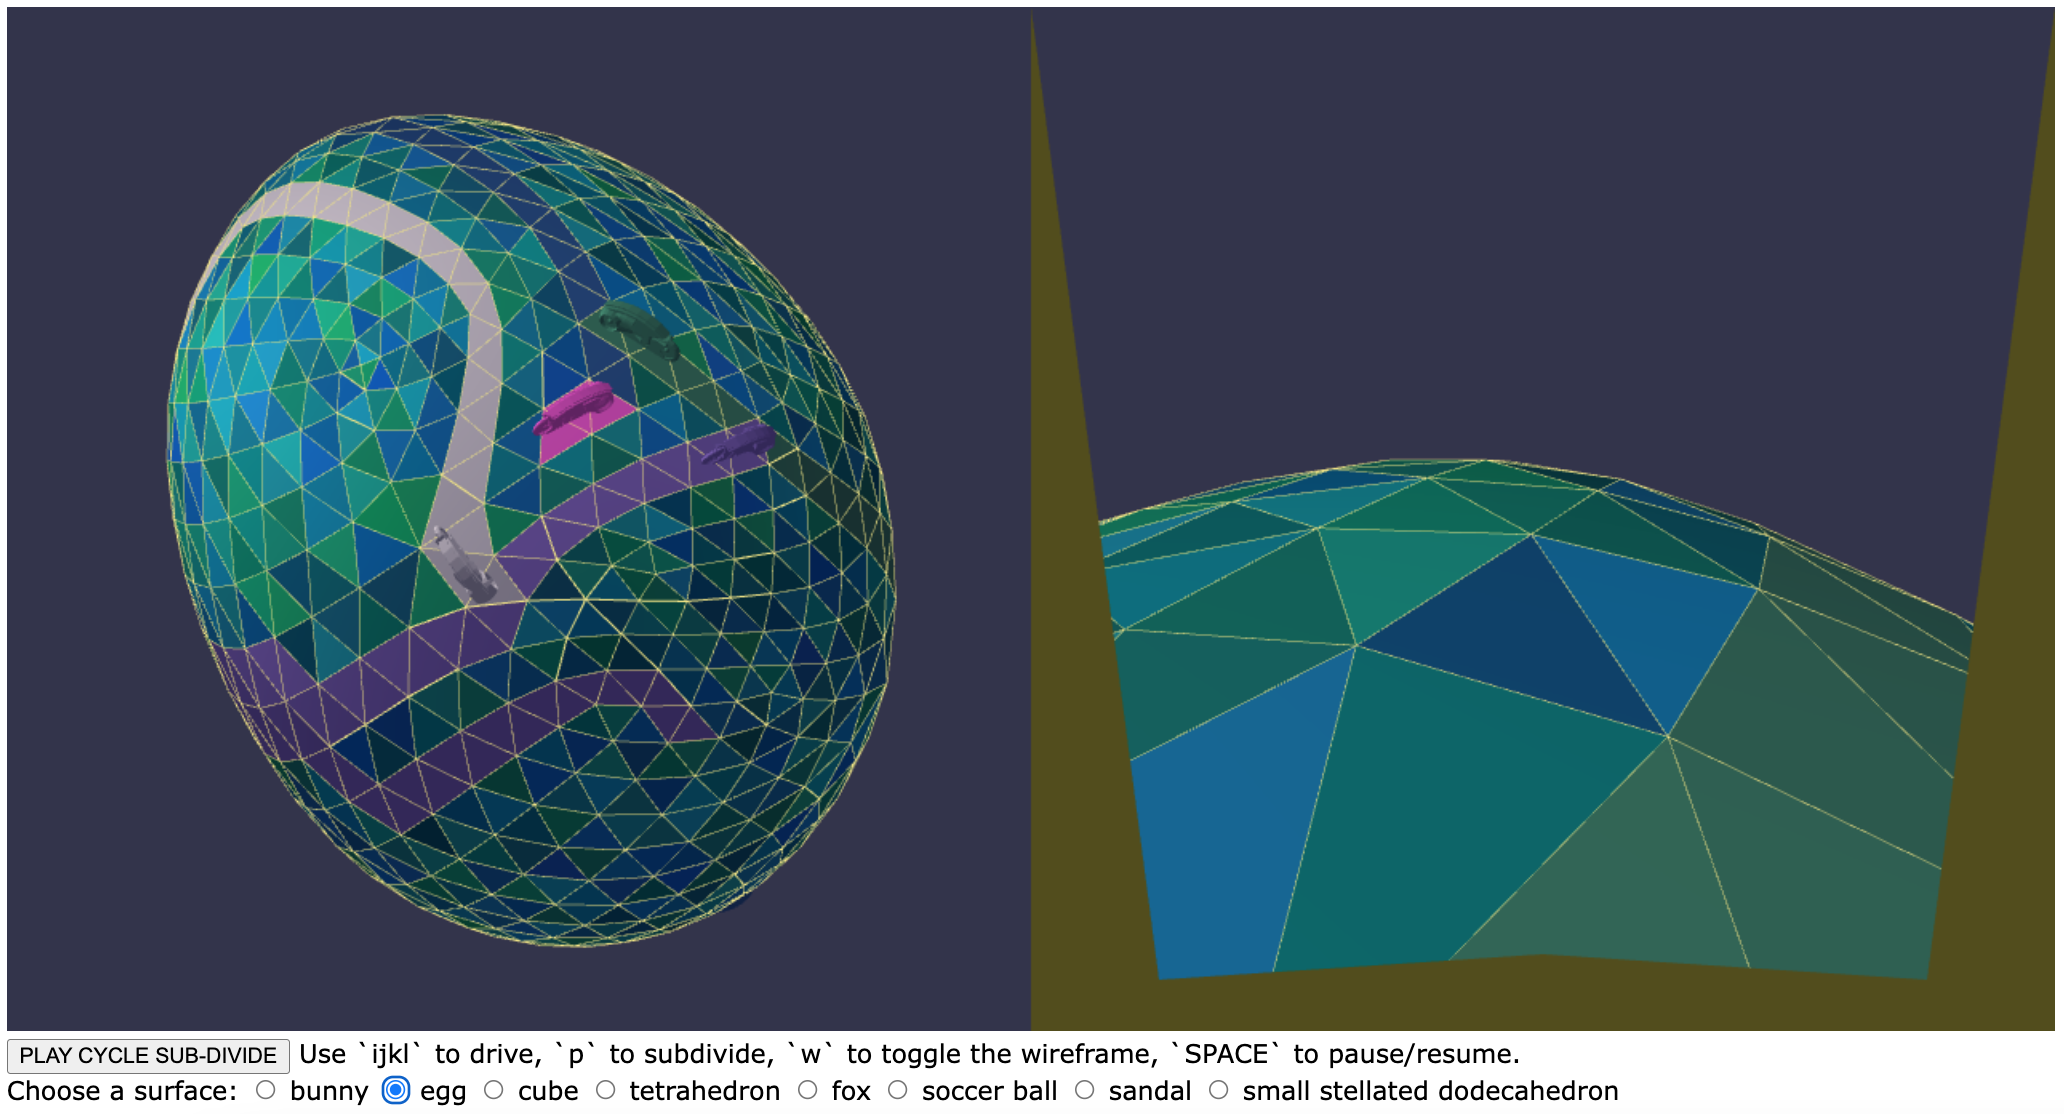 PLAY CYCLE SUB-DIVIDE Use `ijkl` to drive, `p` to subdivide, `w` to toggle the wireframe, `SPACE` to pause/resume.
Choose a surface: bunny egg cube tetrahedron fox soccer ball sandal small stellated dodecahedron